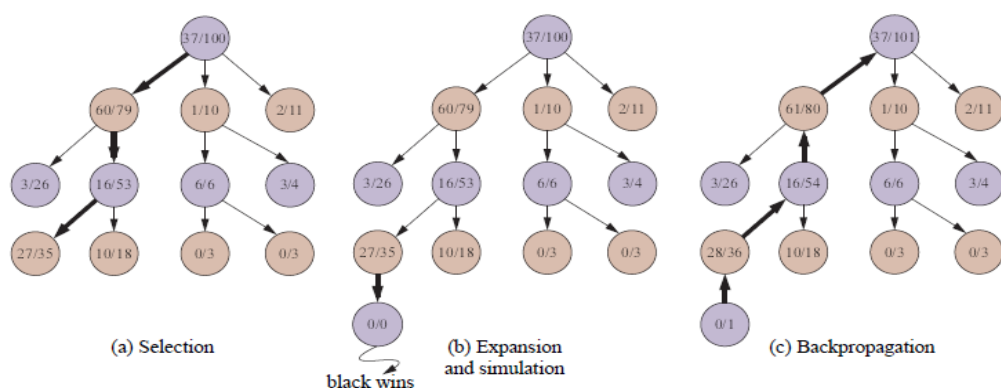 37/100
60/79 1/10 2/11
3/26 16/53 6/6 3/4
27/35 10/18 0/3 0/3
(a) Selection
37/100
60/79 1/10 2/11
3/26 16/53 6/6 3/4
27/35 10/18 0/3 0/3
0/0
black wins
(b) Expansion
and simulation
37/101
61/80 1/10 2/11
3/26 16/54 6/6 3/4
28/36 10/18 0/3 0/3
0/1
(c) Backpropagation